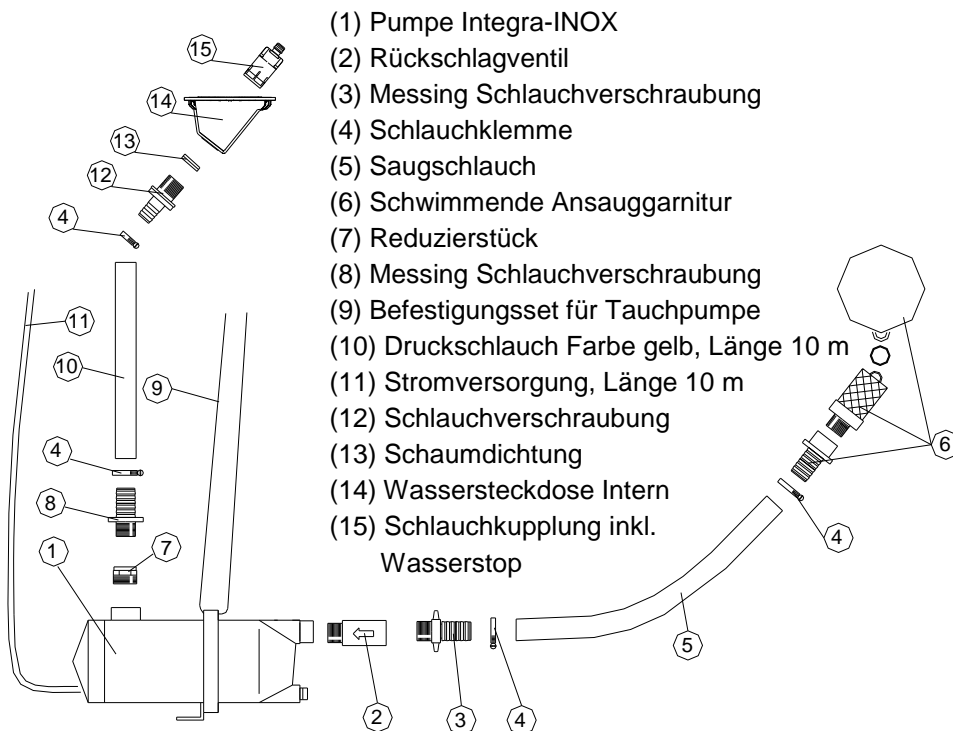 (1) Pumpe Integra-INOX
(2) Rückschlagventil
(3) Messing Schlauchverschraubung
(4) Schlauchklemme
(5) Saugschlauch
(6) Schwimmende Ansauggarnitur
(7) Reduzierstück
(8) Messing Schlauchverschraubung
(9) Befestigungsset für Tauchpumpe
(10) Druckschlauch Farbe gelb, Länge 10 m
(11) Stromversorgung, Länge 10 m
(12) Schlauchverschraubung
(13) Schaumdichtung
(14) Wassersteckdose Intern
(15) Schlauchkupplung inkl.
Wasserstop
15
14
13
12
4
11
10
9
4
8
7
1
6
4
5
2
3
4